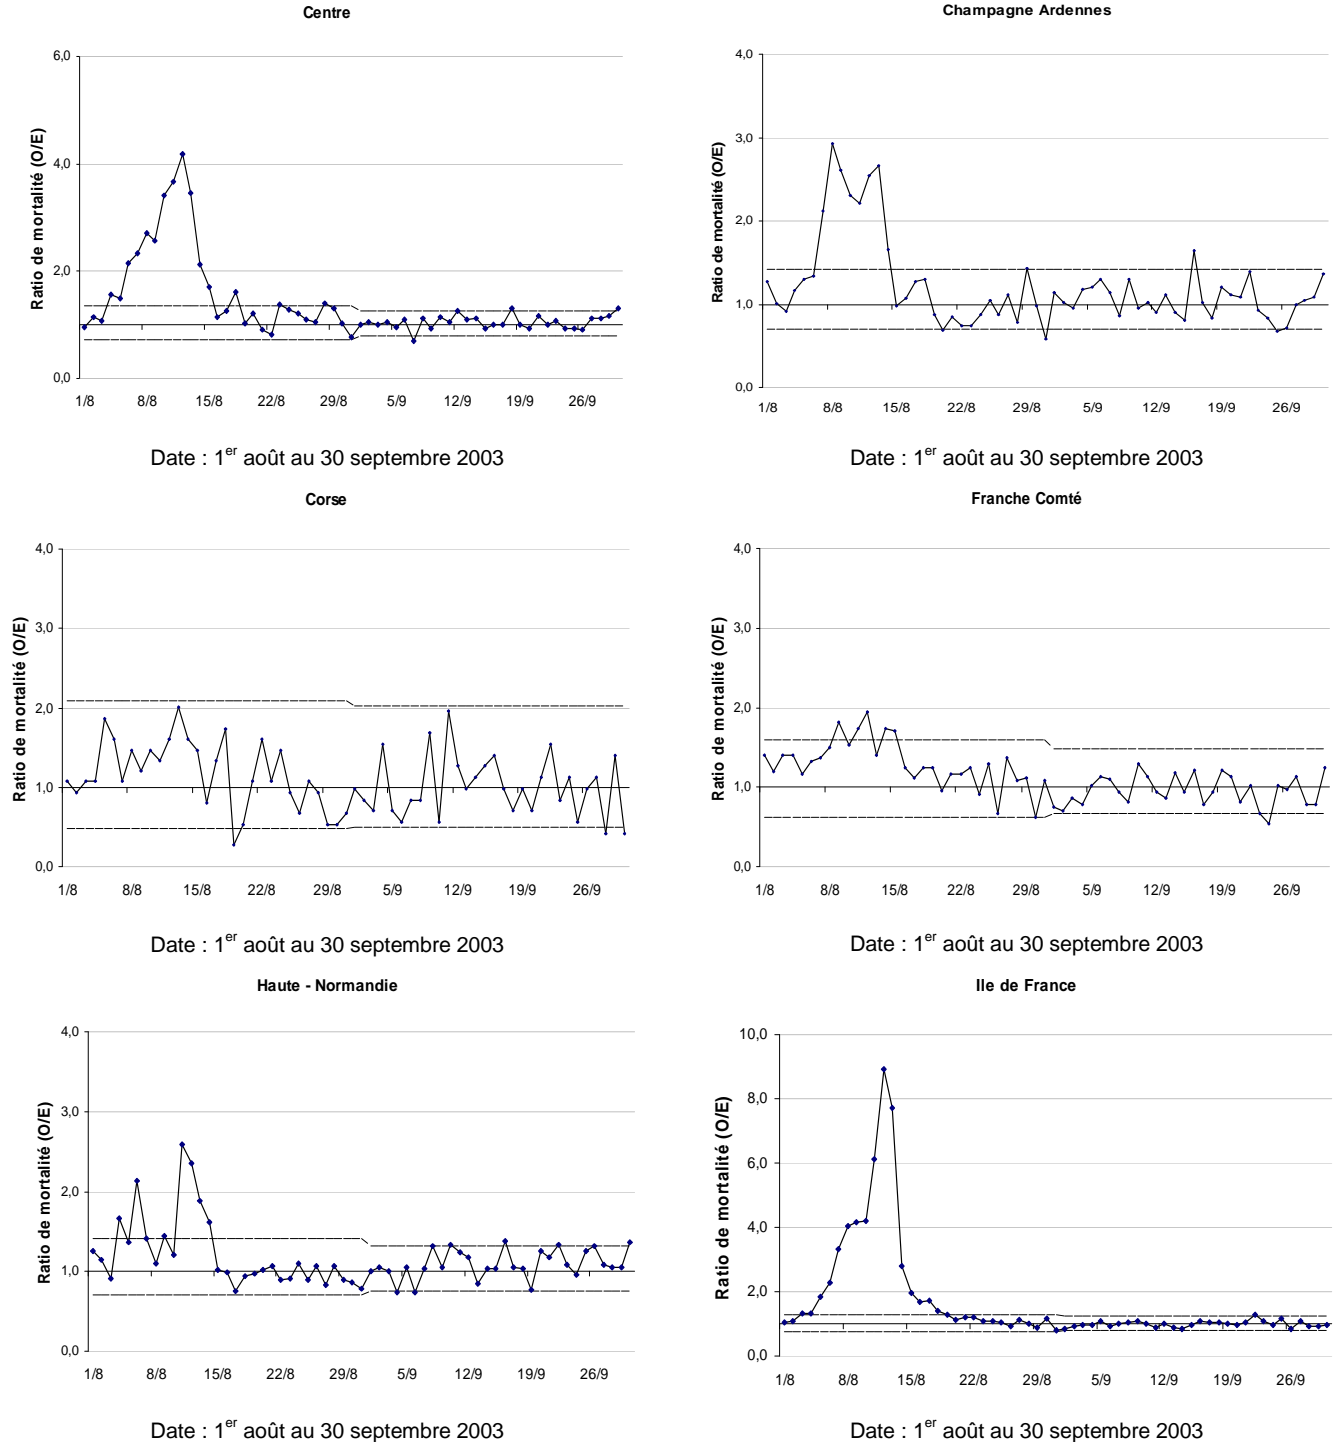 Centre
Ratio de mortalité (O/E)
6,0
4,0
2,0
0,0
1/8 8/8 15/8 22/8 29/8 5/9 12/9 19/9 26/9
Date : 1er août au 30 septembre 2003
Champagne Ardennes
Ratio de mortalité (O/E)
4,0
3,0
2,0
1,0
0,0
1/8 8/8 15/8 22/8 29/8 5/9 12/9 19/9 26/9
Date : 1er août au 30 septembre 2003
Corse
Ratio de mortalité (O/E)
4,0
3,0
2,0
1,0
0,0
1/8 8/8 15/8 22/8 29/8 5/9 12/9 19/9 26/9
Date : 1er août au 30 septembre 2003
Franche Comté
Ratio de mortalité (O/E)
4,0
3,0
2,0
1,0
0,0
1/8 8/8 15/8 22/8 29/8 5/9 12/9 19/9 26/9
Date : 1er août au 30 septembre 2003
Haute - Normandie
Ratio de mortalité (O/E)
4,0
3,0
2,0
1,0
0,0
1/8 8/8 15/8 22/8 29/8 5/9 12/9 19/9 26/9
Date : 1er août au 30 septembre 2003
Ile de France
Ratio de mortalité (O/E)
10,0
8,0
6,0
4,0
2,0
0,0
1/8 8/8 15/8 22/8 29/8 5/9 12/9 19/9 26/9
Date : 1er août au 30 septembre 2003